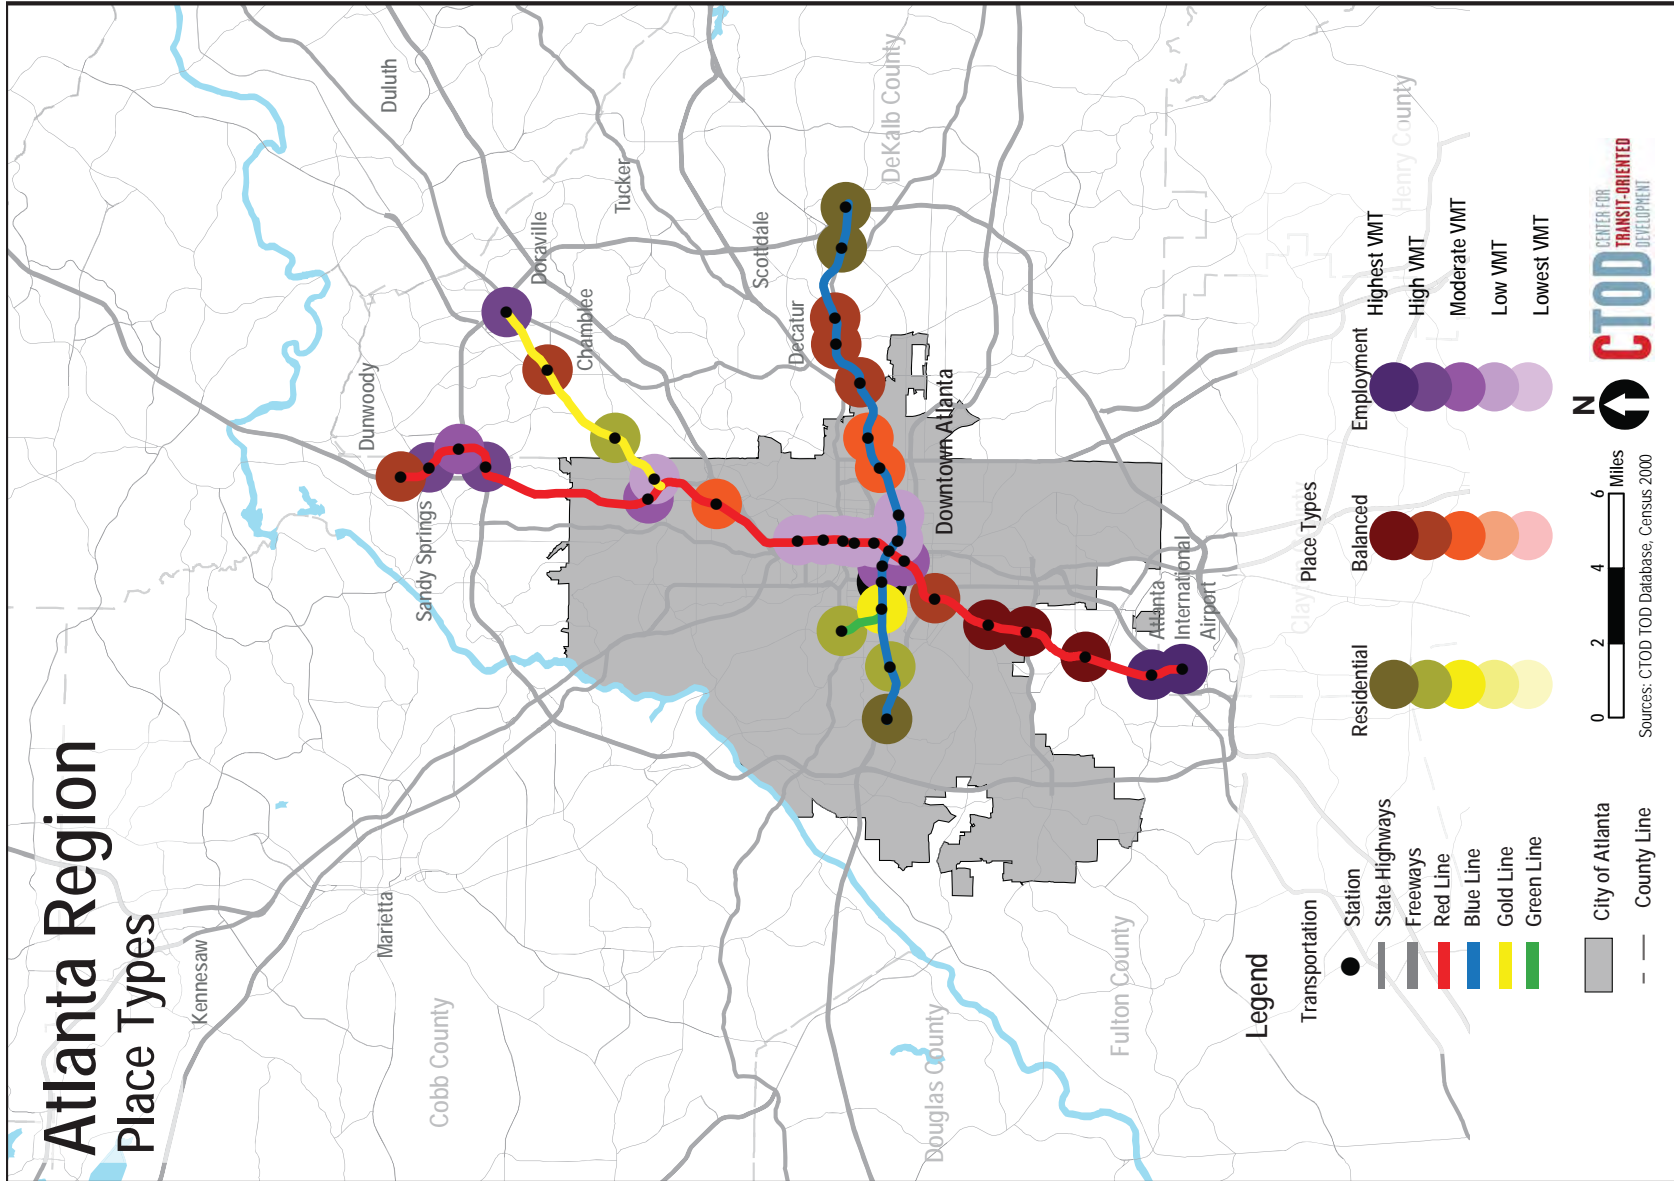 Atlanta Region
Place Types
Duluth
Tucker
Doraville
Chamblee
Dunwoody
Sandy Springs
Scottdale
Decatur
DeKalb County
Henry County
Downtown Atlanta
Atlanta
International
Airport
Kennesaw
Marietta
Cobb County
Douglas County
Fulton County
Legend
Transportation
Station
State Highways
Freeways
Red Line
Blue Line
Gold Line
Green Line
City of Atlanta
County Line
Place Types
Residential
Balanced
Employment
Highest VMT
High VMT
Moderate VMT
Low VMT
Lowest VMT
0 2 4 6 Miles
Sources: CTOD TOD Database, Census 2000
N
CTOD
CENTER FOR
TRANSIT-ORIENTED
DEVELOPMENT